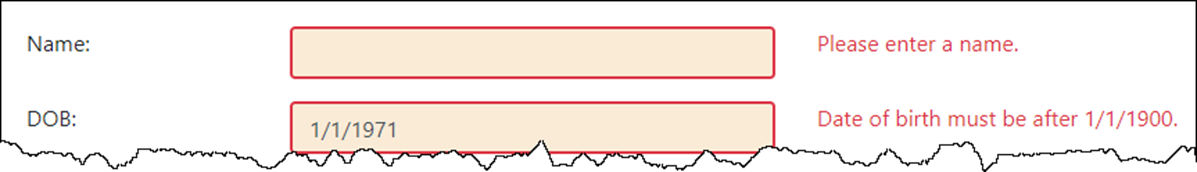 Name:
Please enter a name.
DOB:
1/1/1971
Date of birth must be after 1/1/1900.